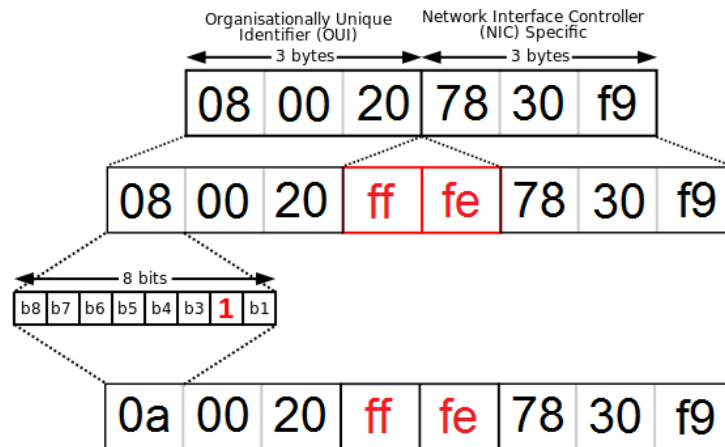 Organisationally Unique
Identifier (OUI)
Network Interface Controller
(NIC) Specific
3 bytes
3 bytes
08 00 20 78 30 f9
08 00 20 ff fe 78 30 f9
8 bits
b8 b7 b6 b5 b4 b3 1 b1
0a 00 20 ff fe 78 30 f9